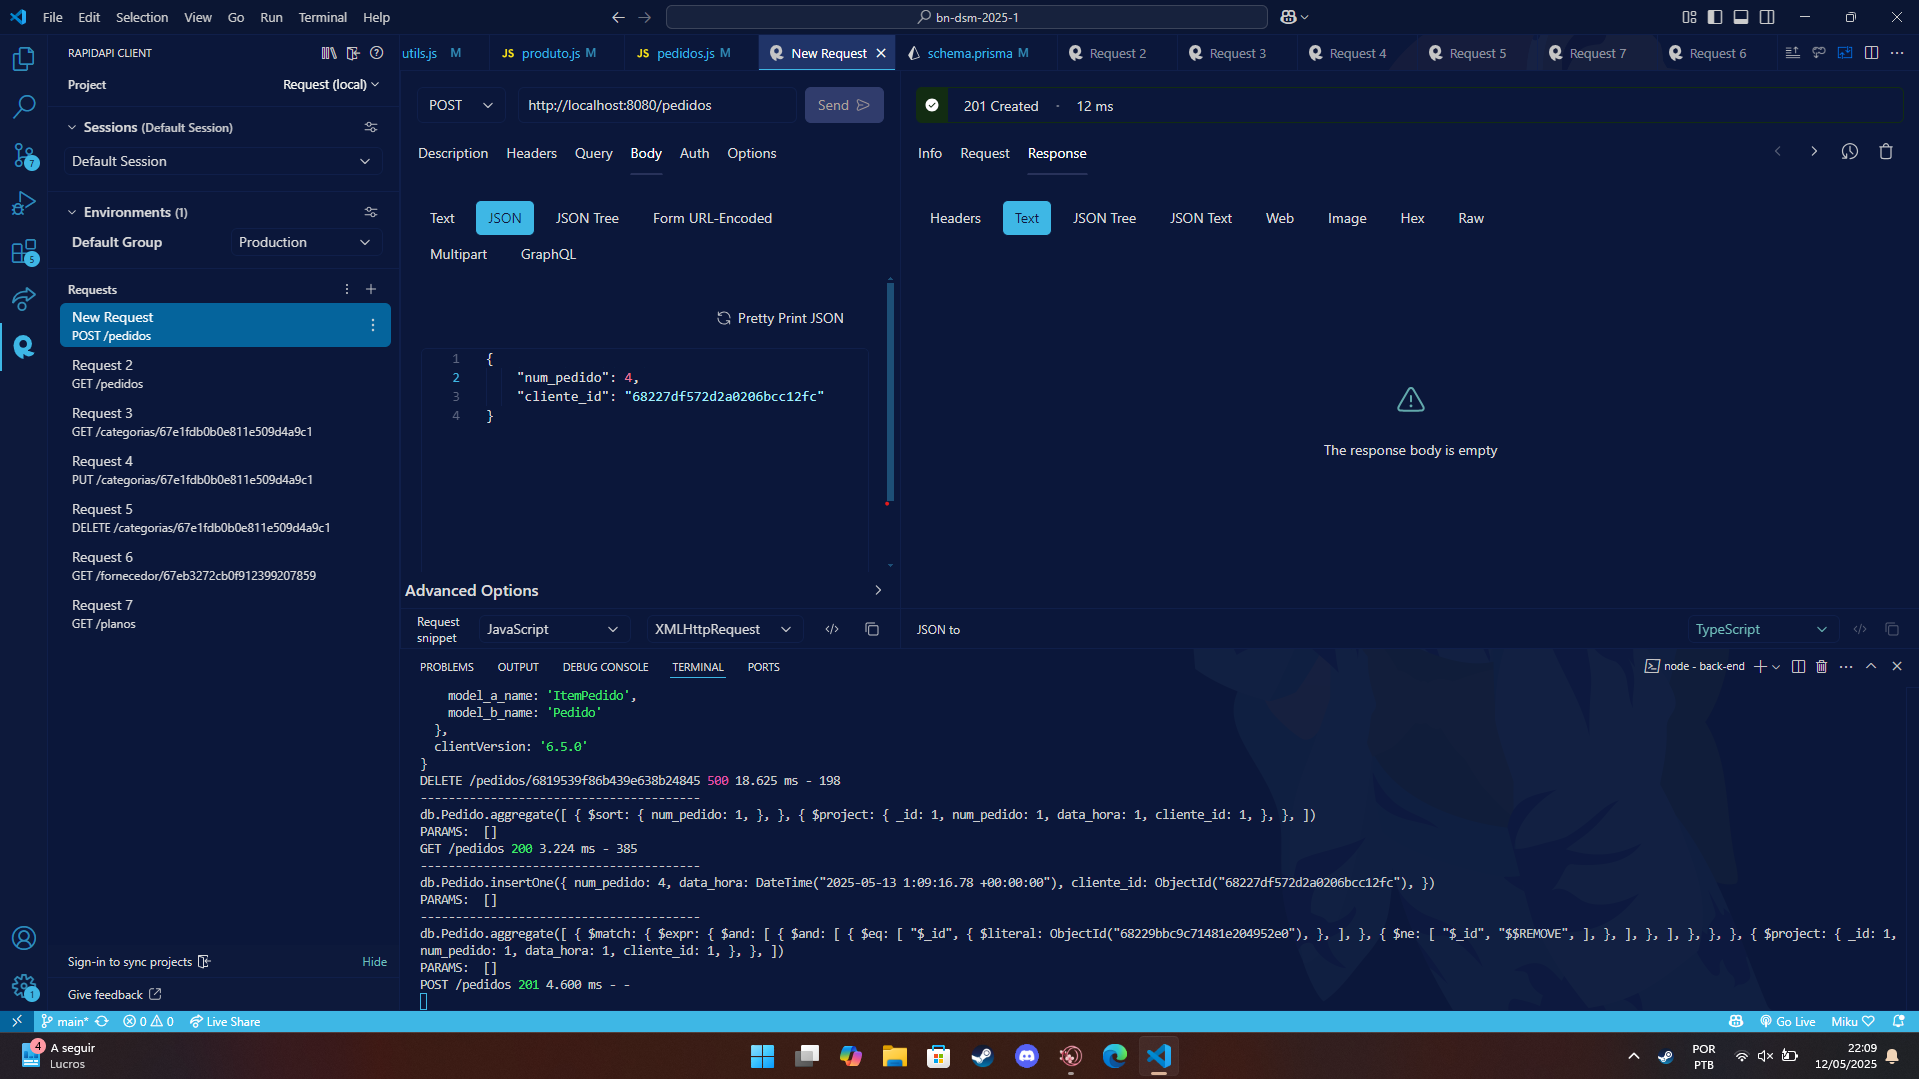 File Edit Selection View Go Run Terminal Help
bn-dsm-2025-1
RAPIDAPI CLIENT
Project
Request (local)
Sessions (Default Session)
Default Session
Environments (1)
Default Group
Production
Requests
New Request
POST /pedidos
Request 2
GET /pedidos
Request 3
GET /categorias/67e1fdb0b0e811e509d4a9c1
Request 4
PUT /categorias/67e1fdb0b0e811e509d4a9c1
Request 5
DELETE /categorias/67e1fdb0b0e811e509d4a9c1
Request 6
GET /fornecedor/67eb3272cb0f912399207859
Request 7
GET /planos
Sign-in to sync projects
Hide
Give feedback
7
5
1
utils.js M
JS produto.js M
JS pedidos.js M
New Request
schema.prisma M
Request 2
Request 3
Request 4
Request 5
Request 7
Request 6
POST
http://localhost:8080/pedidos
Send
Description Headers Query Body Auth Options
Text JSON JSON Tree Form URL-Encoded
Multipart GraphQL
Pretty Print JSON
1 {
2 "num_pedido": 4,
3 "cliente_id": "68227df572d2a0206bcc12fc"
4 }
Advanced Options
Request snippet
JavaScript
XMLHttpRequest
201 Created · 12 ms
Info Request Response
Headers Text JSON Tree JSON Text Web Image Hex Raw
The response body is empty
JSON to
TypeScript
PROBLEMS OUTPUT DEBUG CONSOLE TERMINAL PORTS
node - back-end
model_a_name: 'ItemPedido',
model_b_name: 'Pedido'
},
clientVersion: '6.5.0'
}
DELETE /pedidos/6819539f86b439e638b24845 500 18.625 ms - 198
----------------------------------------
db.Pedido.aggregate([ { $sort: { num_pedido: 1, }, }, { $project: { _id: 1, num_pedido: 1, data_hora: 1, cliente_id: 1, }, }, ])
PARAMS: []
GET /pedidos 200 3.224 ms - 385
----------------------------------------
db.Pedido.insertOne({ num_pedido: 4, data_hora: DateTime("2025-05-13 1:09:16.78 +00:00:00"), cliente_id: ObjectId("68227df572d2a0206bcc12fc"), })
PARAMS: []
----------------------------------------
db.Pedido.aggregate([ { $match: { $expr: { $and: [ { $and: [ { $eq: [ "$_id", { $literal: ObjectId("68229bbc9c71481e204952e0"), }, ], }, { $ne: [ "$_id", "$$REMOVE", ], }, ], }, ], }, }, }, { $project: { _id: 1,
num_pedido: 1, data_hora: 1, cliente_id: 1, }, }, ])
PARAMS: []
POST /pedidos 201 4.600 ms - -
main*
0 0
Live Share
Go Live
Miku
4
A seguir
Lucros
POR
PTB
22:09
12/05/2025